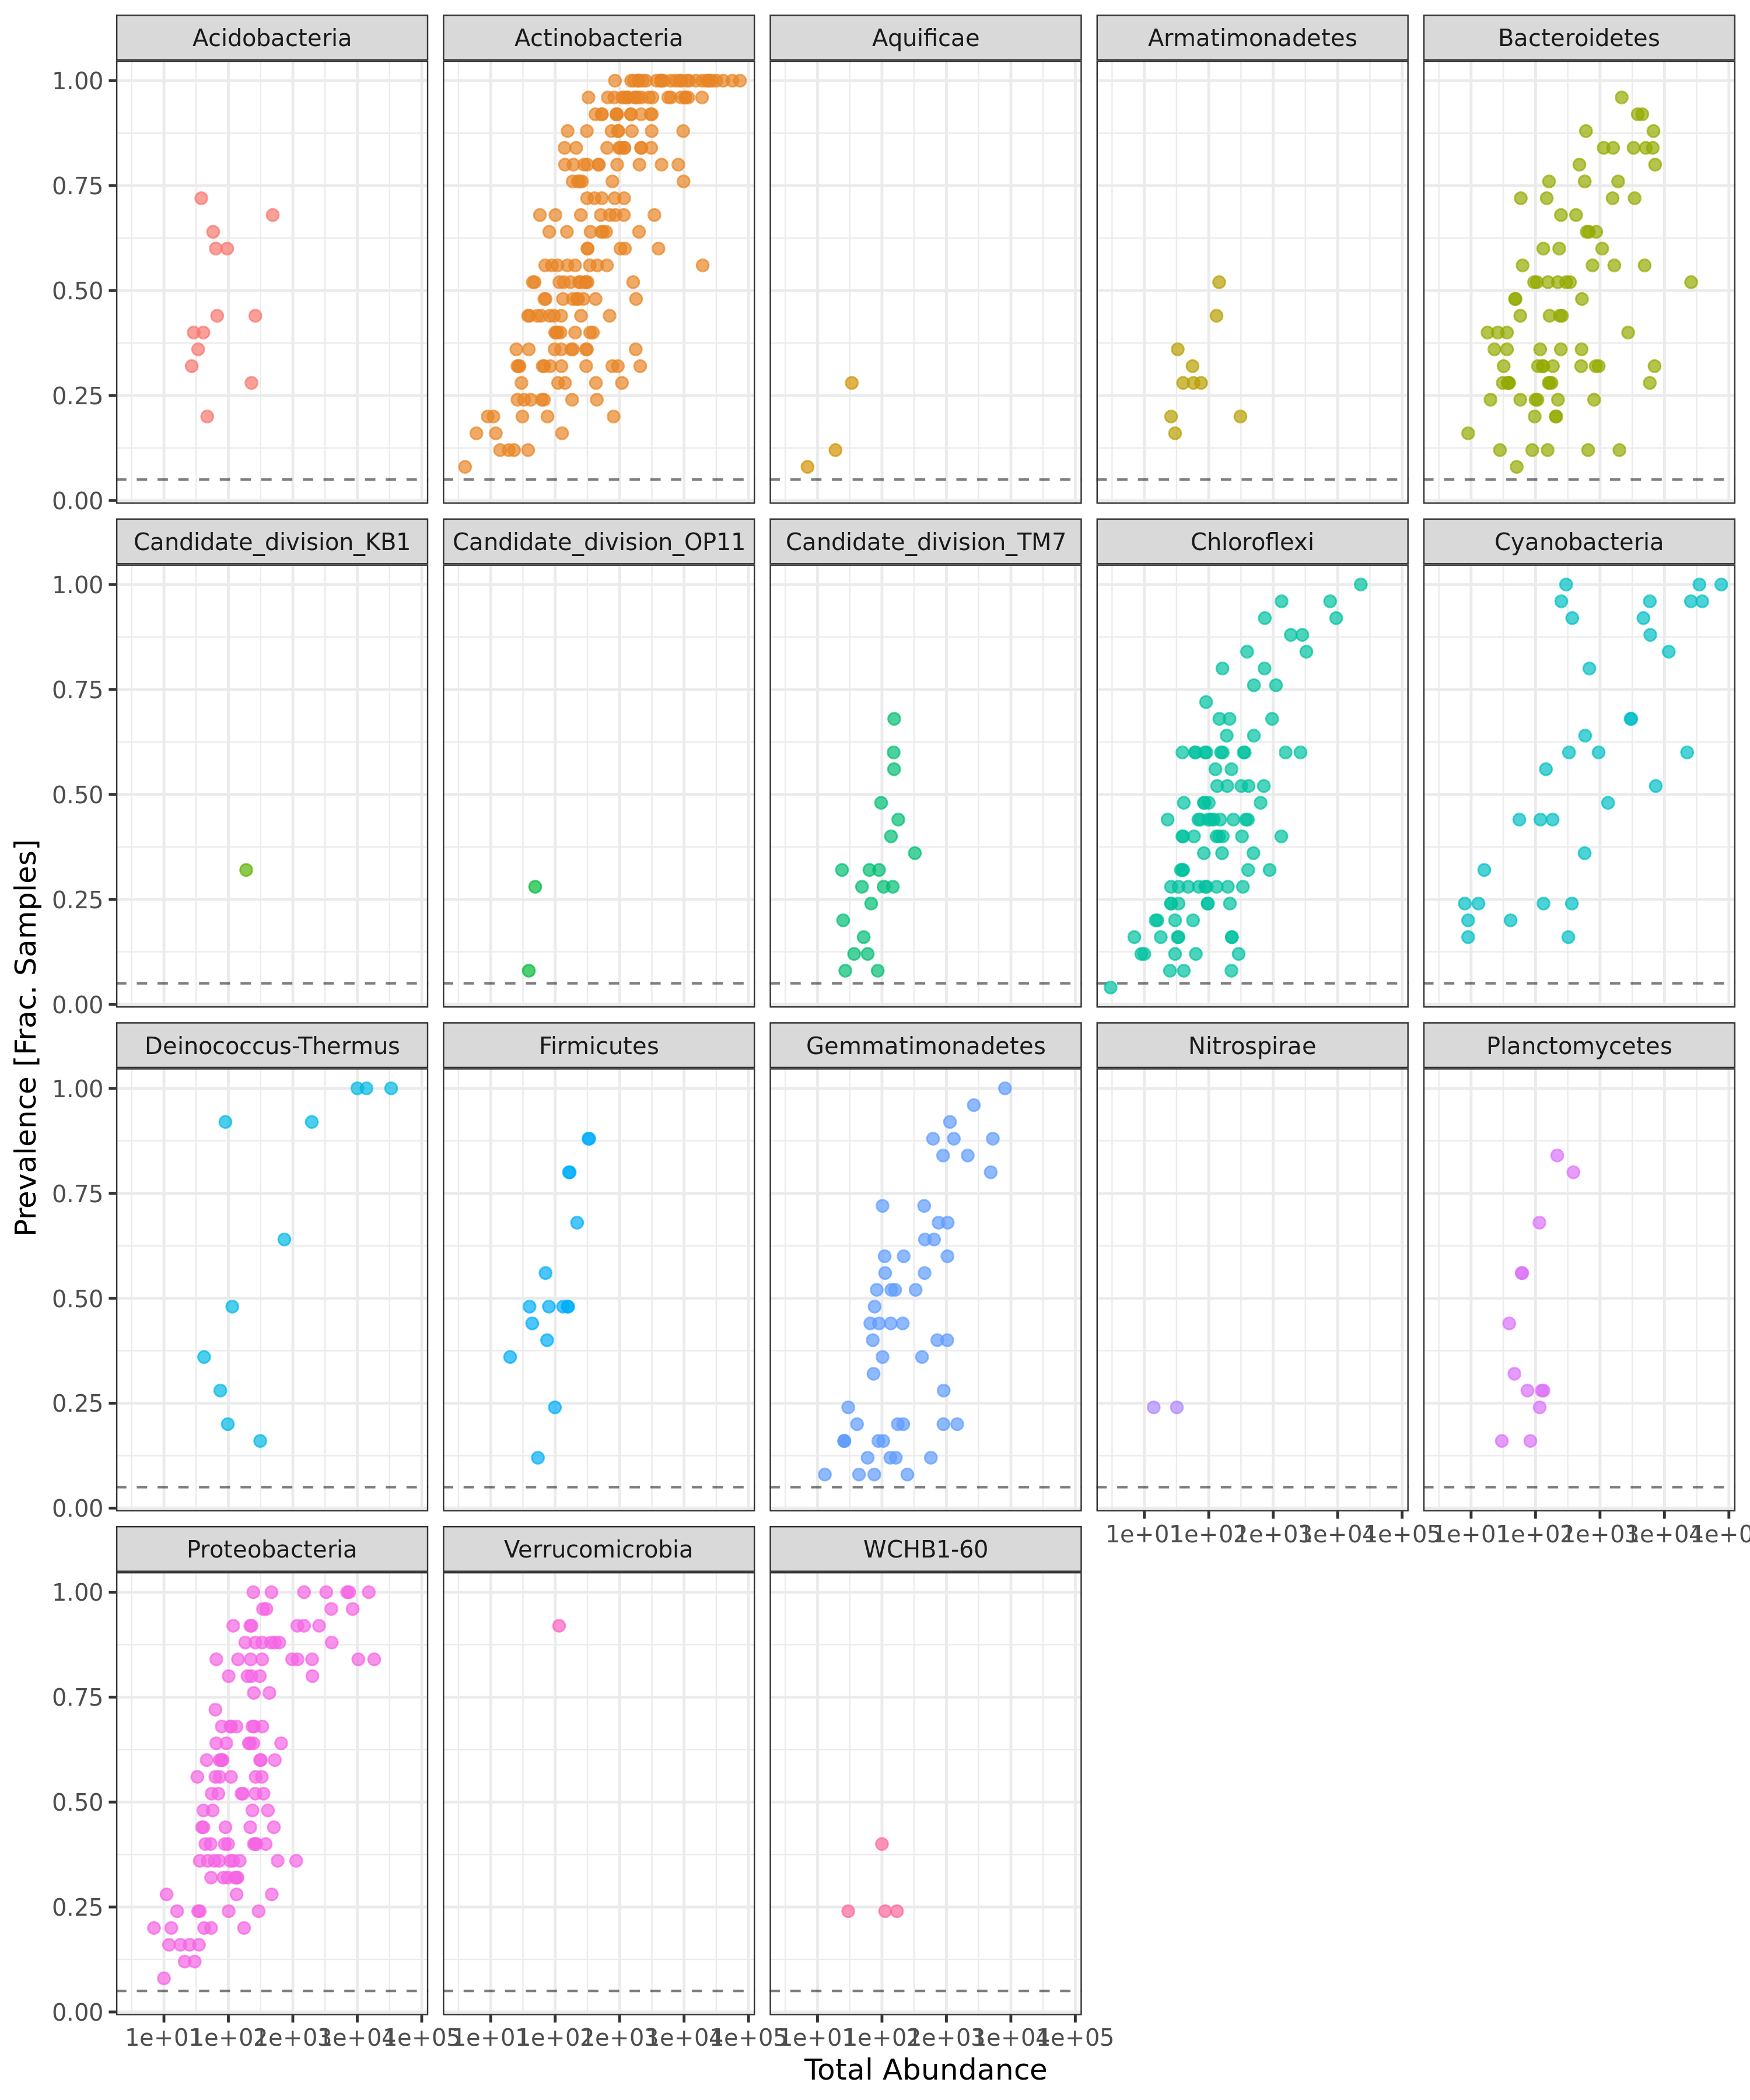 Acidobacteria Actinobacteria Aquificae Armatimonadetes Bacteroidetes
1.00
0.75
0.50
0.25
0.00
Candidate_division_KB1 Candidate_division_OP11 Candidate_division_TM7 Chloroflexi Cyanobacteria
1.00
0.75
0.50
0.25
0.00
Prevalence [Frac. Samples]
Deinococcus-Thermus Firmicutes Gemmatimonadetes Nitrospirae Planctomycetes
1.00
0.75
0.50
0.25
0.00
1e+01 1e+02 1e+03 1e+04 1e+05 1e+01 1e+02 1e+03 1e+04 1e+0
Proteobacteria Verrucomicrobia WCHB1-60
1.00
0.75
0.50
0.25
0.00
1e+01 1e+02 1e+03 1e+04 1e+05 1e+01 1e+02 1e+03 1e+04 1e+05 1e+01 1e+02 1e+03 1e+04 1e+05
Total Abundance